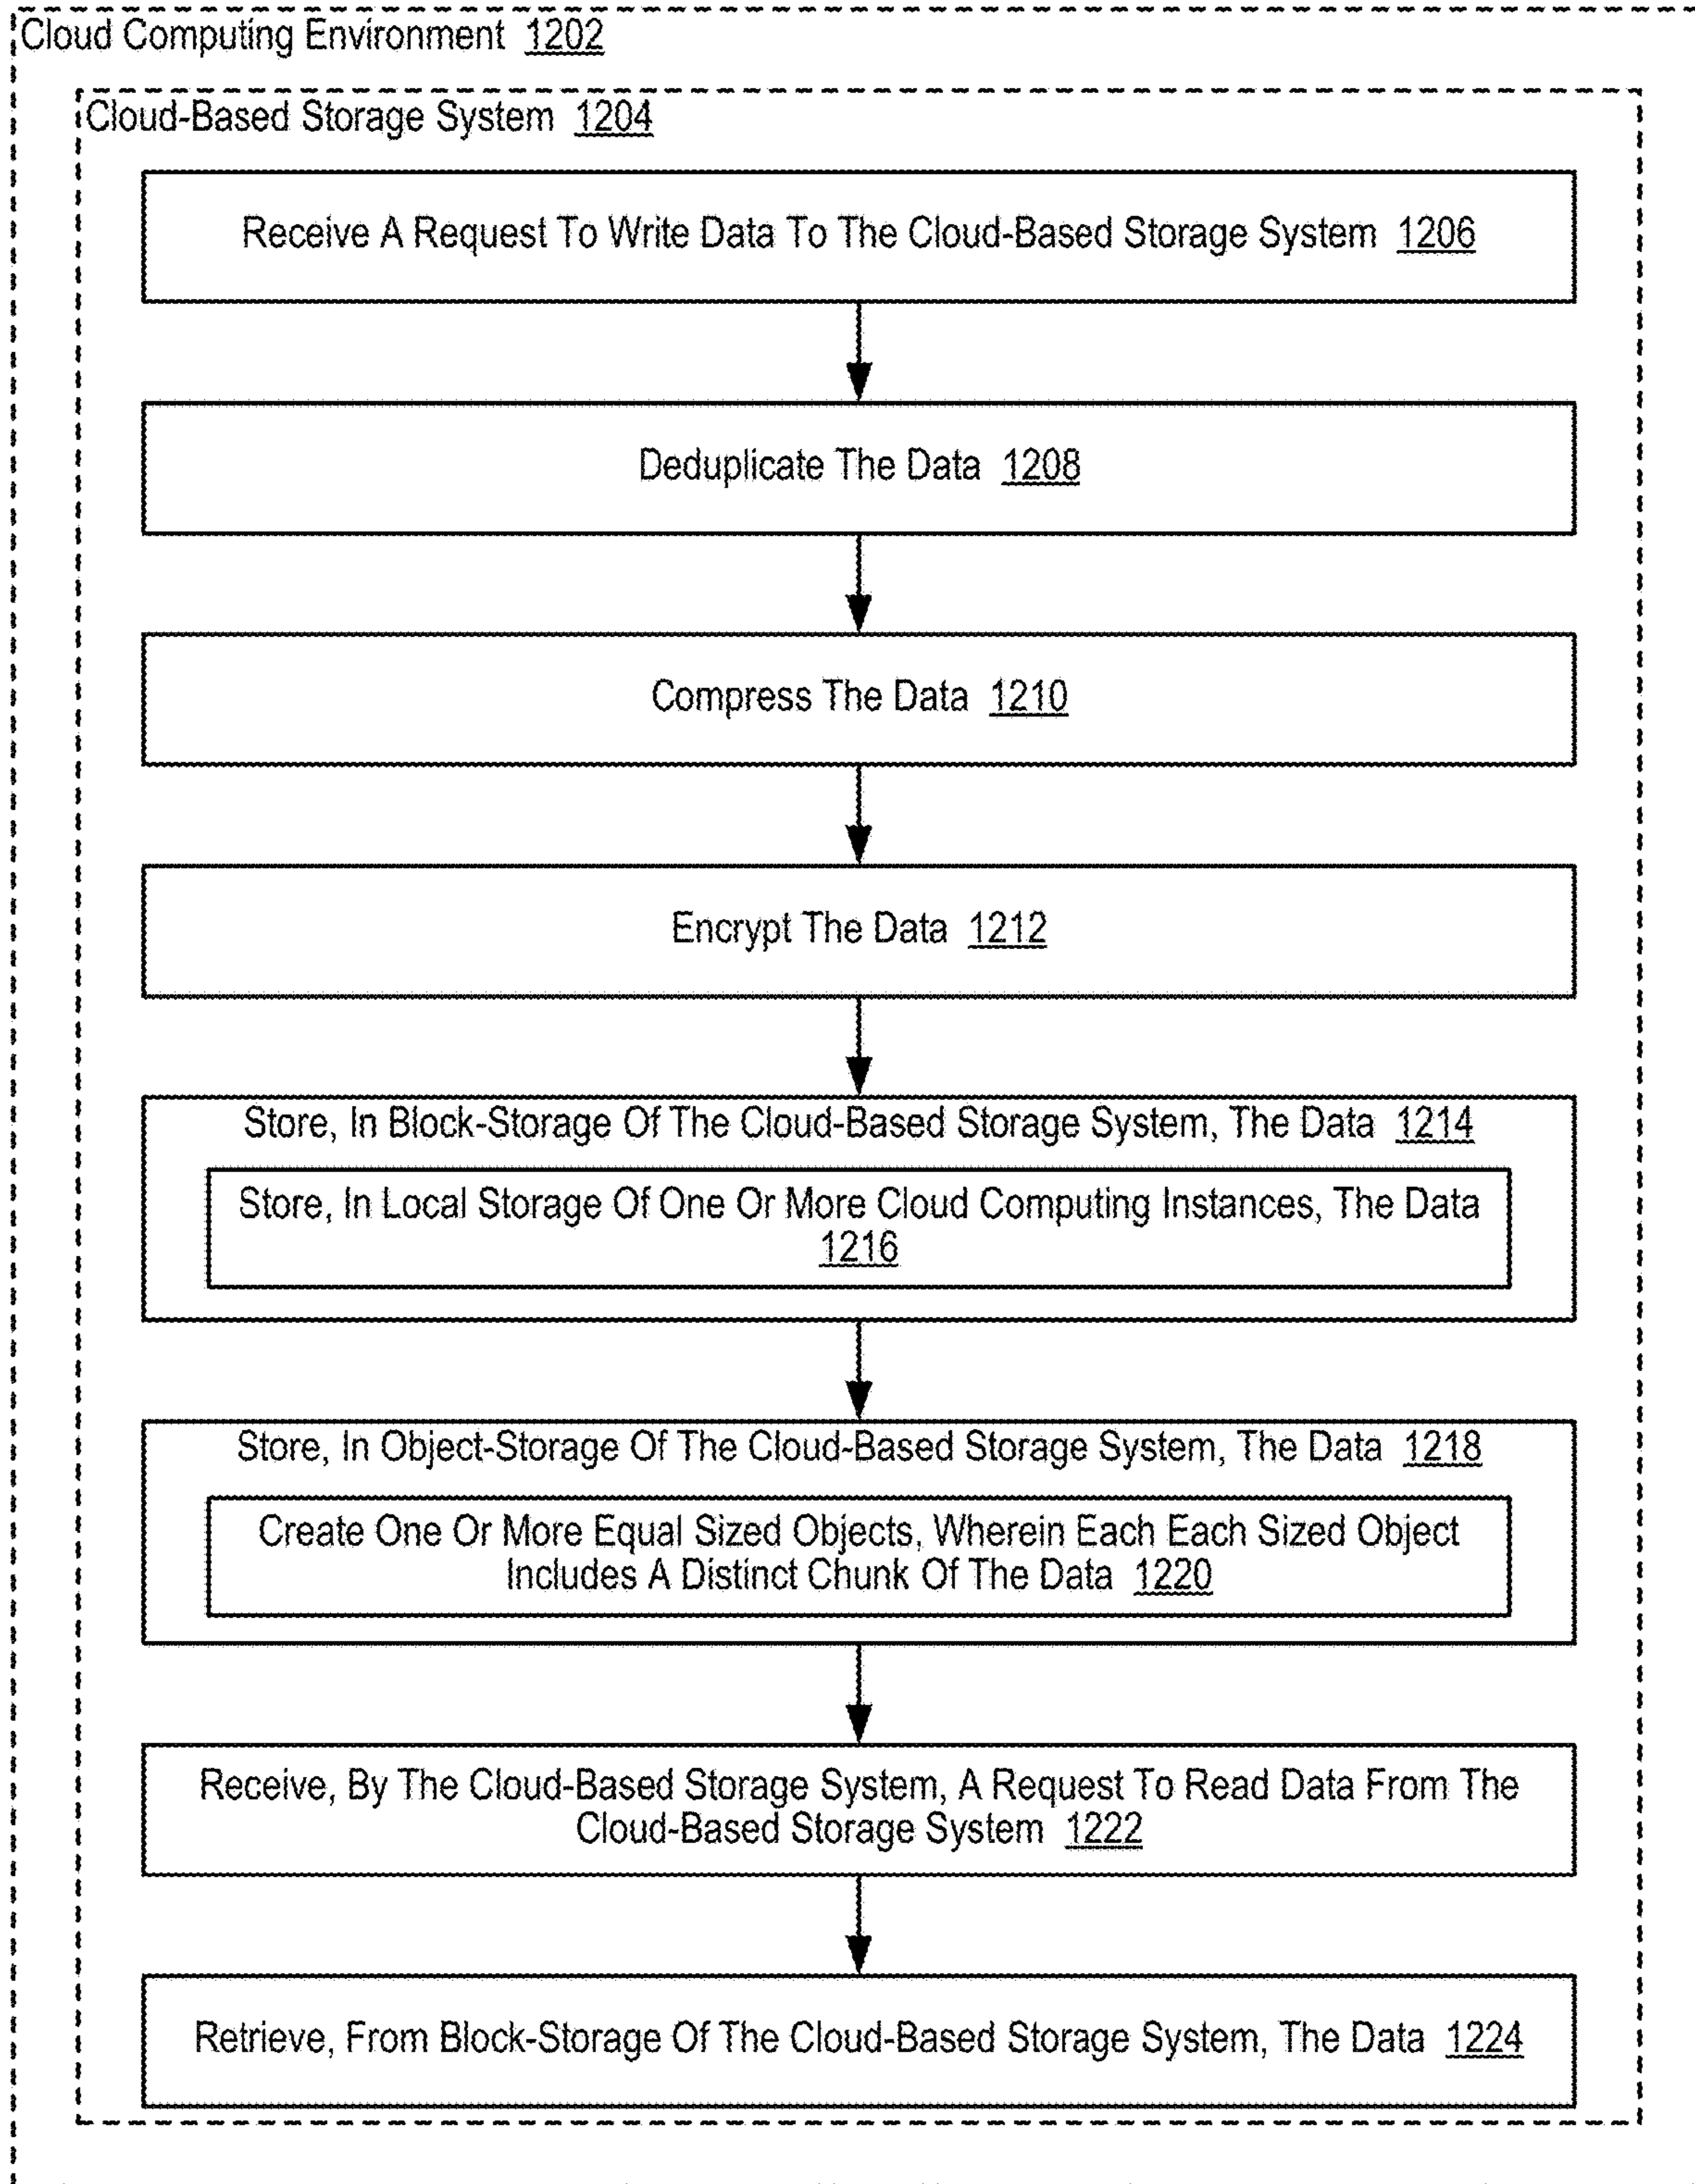 Cloud Computing Environment 1202
Cloud-Based Storage System 1204
Receive A Request To Write Data To The Cloud-Based Storage System 1206
Deduplicate The Data 1208
Compress The Data 1210
Encrypt The Data 1212
Store, In Block-Storage Of The Cloud-Based Storage System, The Data 1214
Store, In Local Storage Of One Or More Cloud Computing Instances, The Data
1216
Store, In Object-Storage Of The Cloud-Based Storage System, The Data 1218
Create One Or More Equal Sized Objects, Wherein Each Each Sized Object
Includes A Distinct Chunk Of The Data 1220
Receive, By The Cloud-Based Storage System, A Request To Read Data From The
Cloud-Based Storage System 1222
Retrieve, From Block-Storage Of The Cloud-Based Storage System, The Data 1224